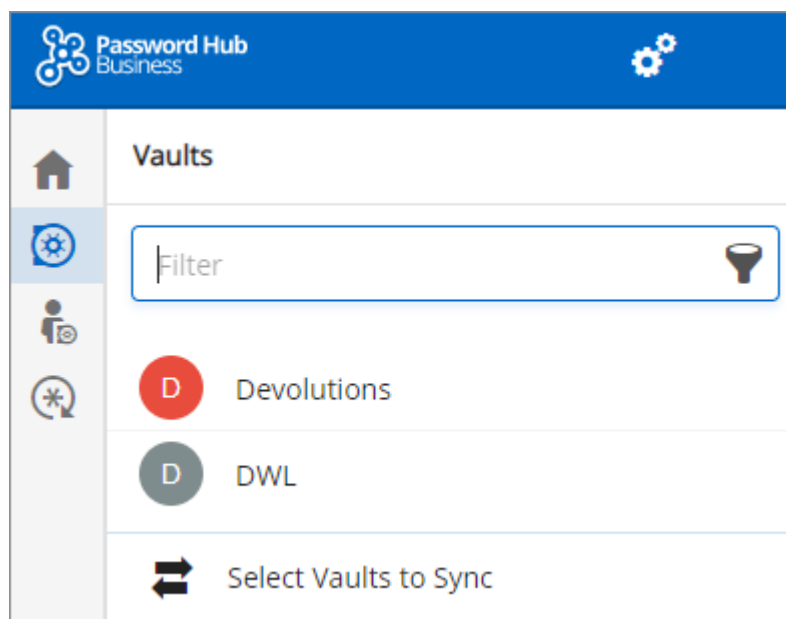 Password Hub
Business
Vaults
Filter
D Devolutions
D DWL
Select Vaults to Sync